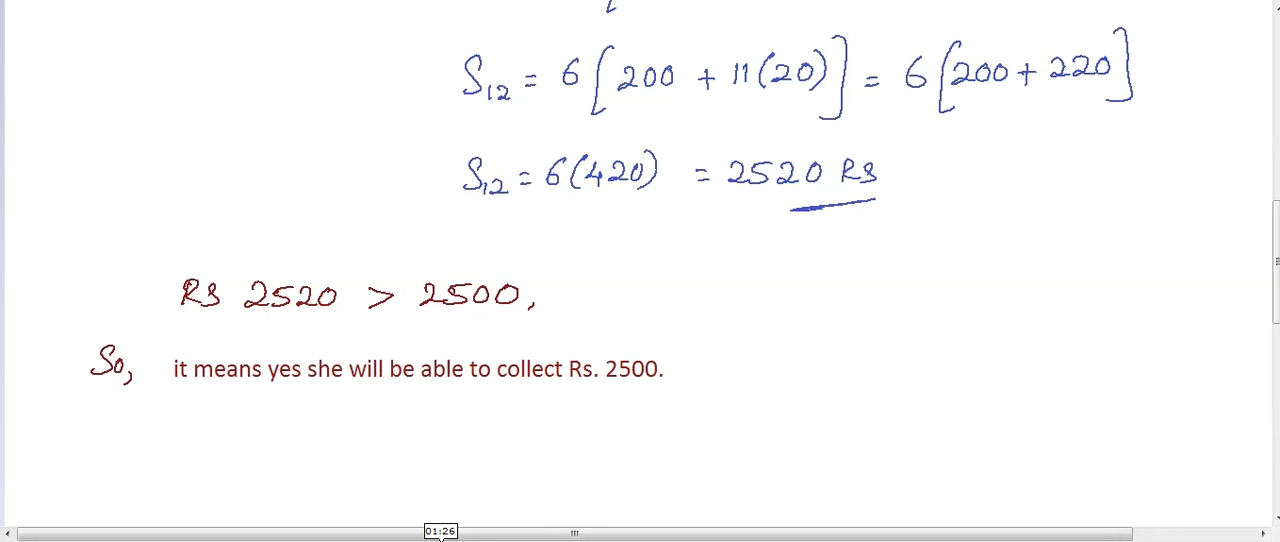 S12 = 6[200 + 11(20)] = 6[200 + 220]
S12 = 6(420) = 2520 RS
RS 2520 > 2500,
So, it means yes she will be able to collect Rs. 2500.
01:26